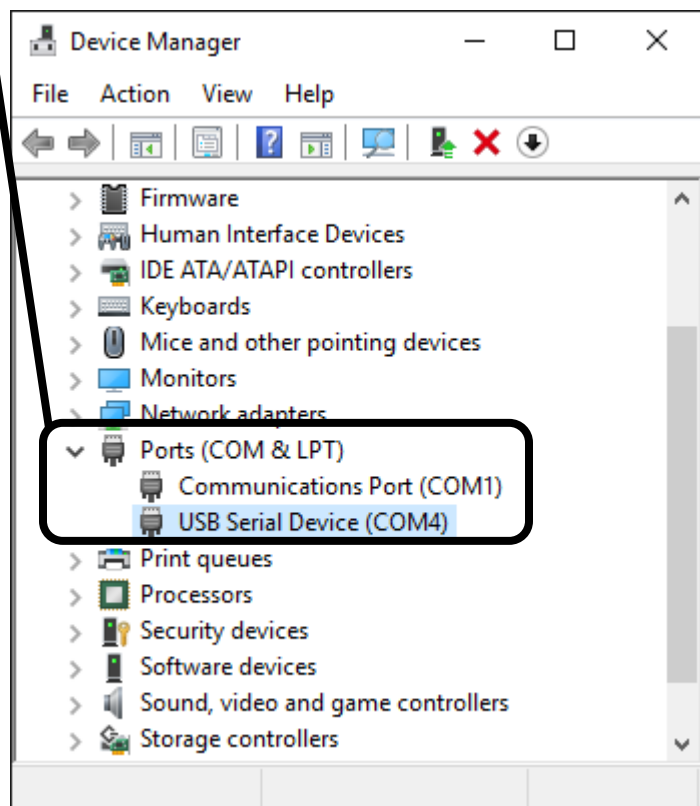 Device Manager
File Action View Help
Firmware
Human Interface Devices
IDE ATA/ATAPI controllers
Keyboards
Mice and other pointing devices
Monitors
Network adapters
Ports (COM & LPT)
Communications Port (COM1)
USB Serial Device (COM4)
Print queues
Processors
Security devices
Software devices
Sound, video and game controllers
Storage controllers